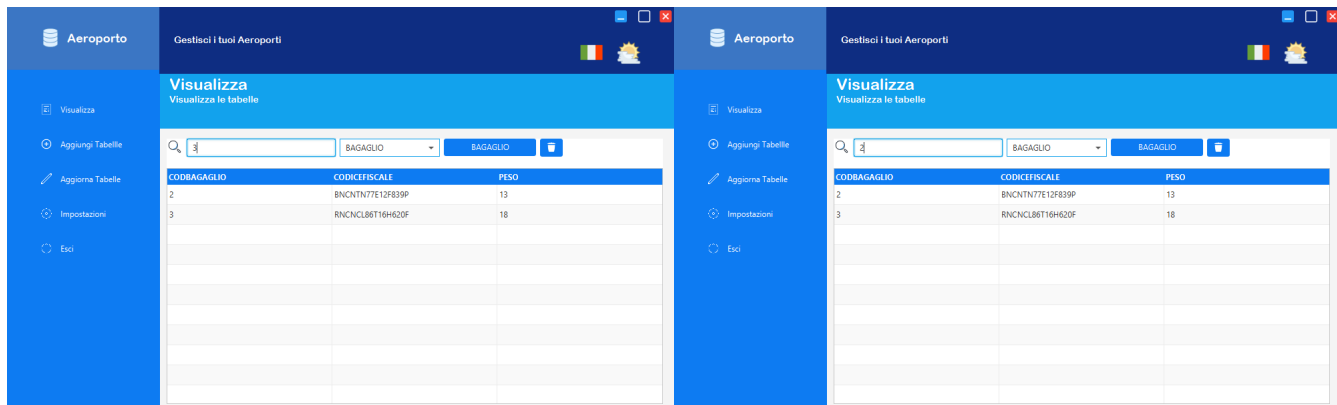 Aeroporto
Gestisci i tuoi Aeroporti
Visualizza
Visualizza le tabelle
Visualizza
Aggiungi Tabellle
Aggiorna Tabelle
Impostazioni
Esci
3 BAGAGLIO BAGAGLIO
CODBAGAGLIO CODICEFISCALE PESO
2 BNCNTN77E12F839P 13
3 RNCNCL86T16H620F 18
Aeroporto
Gestisci i tuoi Aeroporti
Visualizza
Visualizza le tabelle
Visualizza
Aggiungi Tabellle
Aggiorna Tabelle
Impostazioni
Esci
2 BAGAGLIO BAGAGLIO
CODBAGAGLIO CODICEFISCALE PESO
2 BNCNTN77E12F839P 13
3 RNCNCL86T16H620F 18